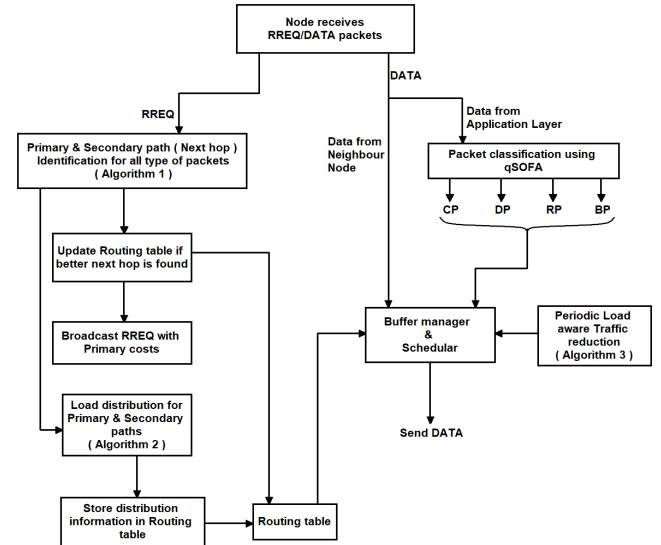 Node receives
RREQ/DATA packets
DATA
RREQ
Data from
Application Layer
Data from
Neighbour
Node
Primary & Secondary path ( Next hop )
Identification for all type of packets
( Algorithm 1 )
Packet classification using
qSOFA
CP
DP
RP
BP
Update Routing table if
better next hop is found
Broadcast RREQ with
Primary costs
Buffer manager
&
Schedular
Periodic Load
aware Traffic
reduction
( Algorithm 3 )
Load distribution for
Primary & Secondary
paths
( Algorithm 2 )
Send DATA
Store distribution
information in Routing
table
Routing table